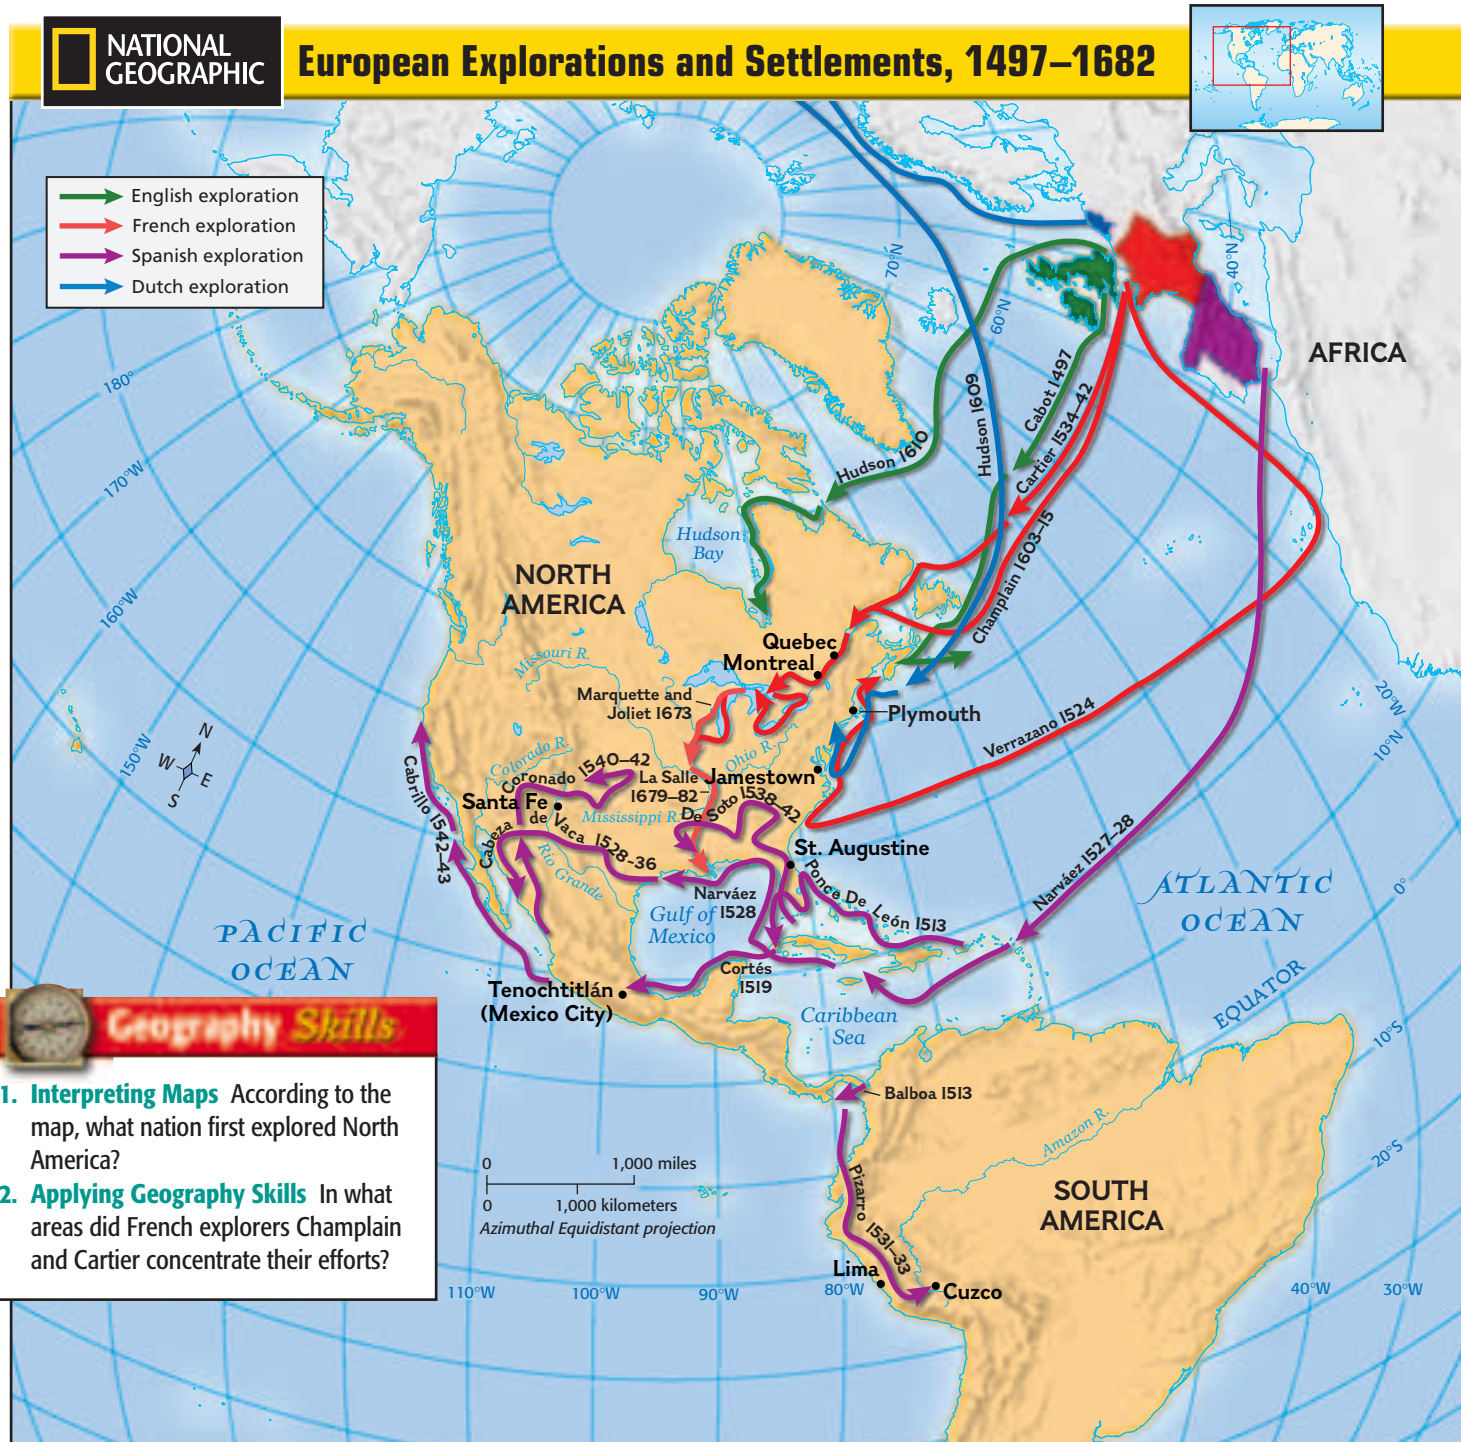 NATIONAL
GEOGRAPHIC
European Explorations and Settlements, 1497–1682
English exploration
French exploration
Spanish exploration
Dutch exploration
70°N
60°N
40°N
AFRICA
180°
170°W
160°W
150°W
Hudson 1609
Cabot 1497
Cartier 1534–42
Hudson 1610
Champlain 1603–15
Hudson
Bay
NORTH
AMERICA
Quebec
Montreal
Missouri R.
Marquette and
Joliet 1673
Plymouth
Verrazano 1524
20°W
10°W
N
W
E
S
Ohio R.
Colorado R.
Coronado 1540–42
La Salle
1679–82
Jamestown
Santa Fe
Mississippi R.
De Soto 1538–42
Cabrillo 1542–43
Cabeza
de
Vaca 1528–36
Rio Grande
St. Augustine
Narváez 1527–28
Ponce De León 1513
Narváez
1528
Gulf of
Mexico
ATLANTIC
OCEAN
0°
PACIFIC
OCEAN
Cortés
1519
Tenochtitlán
(Mexico City)
Caribbean
Sea
EQUATOR
10°S
Balboa 1513
Amazon R.
20°S
Pizarro 1531–33
SOUTH
AMERICA
Lima
Cuzco
0
1,000 miles
0
1,000 kilometers
Azimuthal Equidistant projection
110°W
100°W
90°W
80°W
40°W
30°W
Geography Skills
1. Interpreting Maps According to the
map, what nation first explored North
America?
2. Applying Geography Skills In what
areas did French explorers Champlain
and Cartier concentrate their efforts?